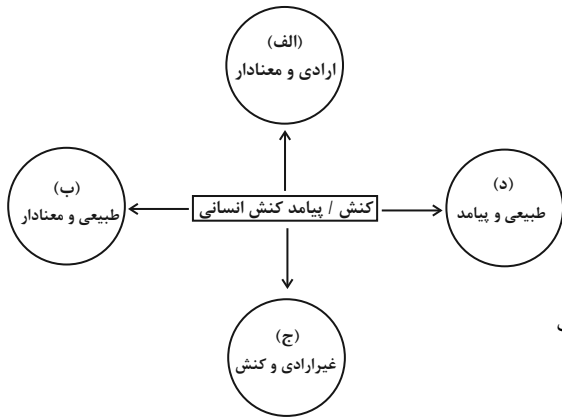 (الف)
ارادی و معنادار
(د)
طبیعی و پیامد
کنش / پیامد کنش انسانی
(ب)
طبیعی و معنادار
(ج)
غیرارادی و کنش